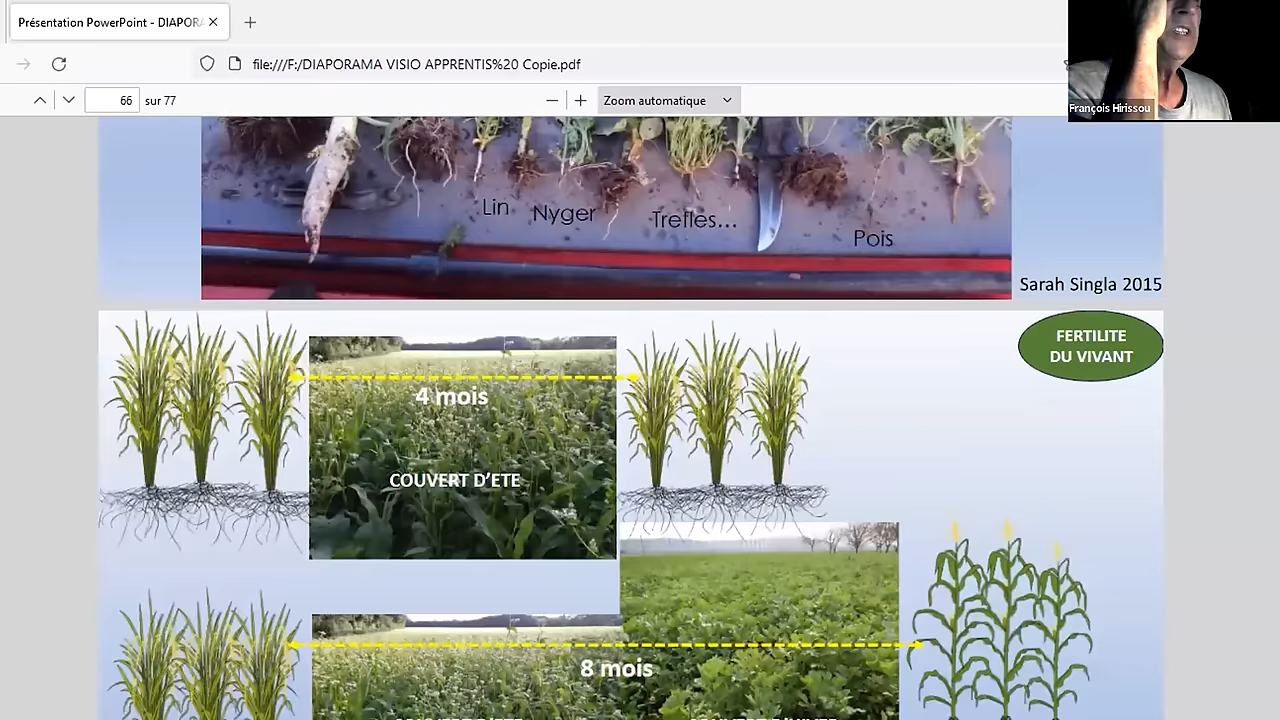 Présentation PowerPoint - DIAPORA
file:///F:/DIAPORAMA VISIO APPRENTIS%20 Copie.pdf
66 sur 77
Zoom automatique
François Hirissou
Lin
Nyger
Trefles...
Pois
Sarah Singla 2015
FERTILITE
DU VIVANT
4 mois
COUVERT D'ETE
8 mois